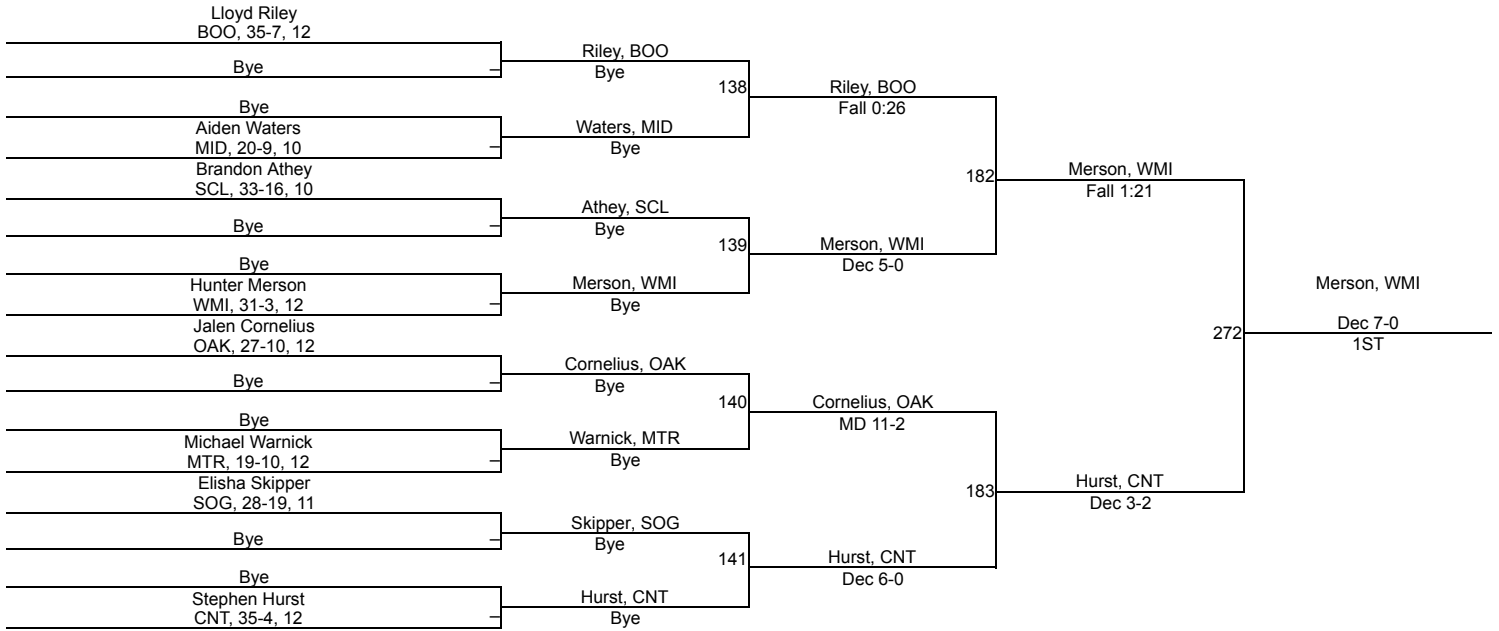 Lloyd Riley
BOO, 35-7, 12
Bye
Bye
Aiden Waters
MID, 20-9, 10
Brandon Athey
SCL, 33-16, 10
Bye
Bye
Hunter Merson
WMI, 31-3, 12
Jalen Cornelius
OAK, 27-10, 12
Bye
Bye
Michael Warnick
MTR, 19-10, 12
Elisha Skipper
SOG, 28-19, 11
Bye
Bye
Stephen Hurst
CNT, 35-4, 12
Riley, BOO
Bye
138
Waters, MID
Bye
Athey, SCL
Bye
139
Merson, WMI
Bye
Cornelius, OAK
Bye
140
Warnick, MTR
Bye
Skipper, SOG
Bye
141
Hurst, CNT
Bye
Riley, BOO
Fall 0:26
182
Merson, WMI
Dec 5-0
Cornelius, OAK
MD 11-2
183
Hurst, CNT
Dec 6-0
Merson, WMI
Fall 1:21
272
Hurst, CNT
Dec 3-2
Merson, WMI
Dec 7-0
1ST